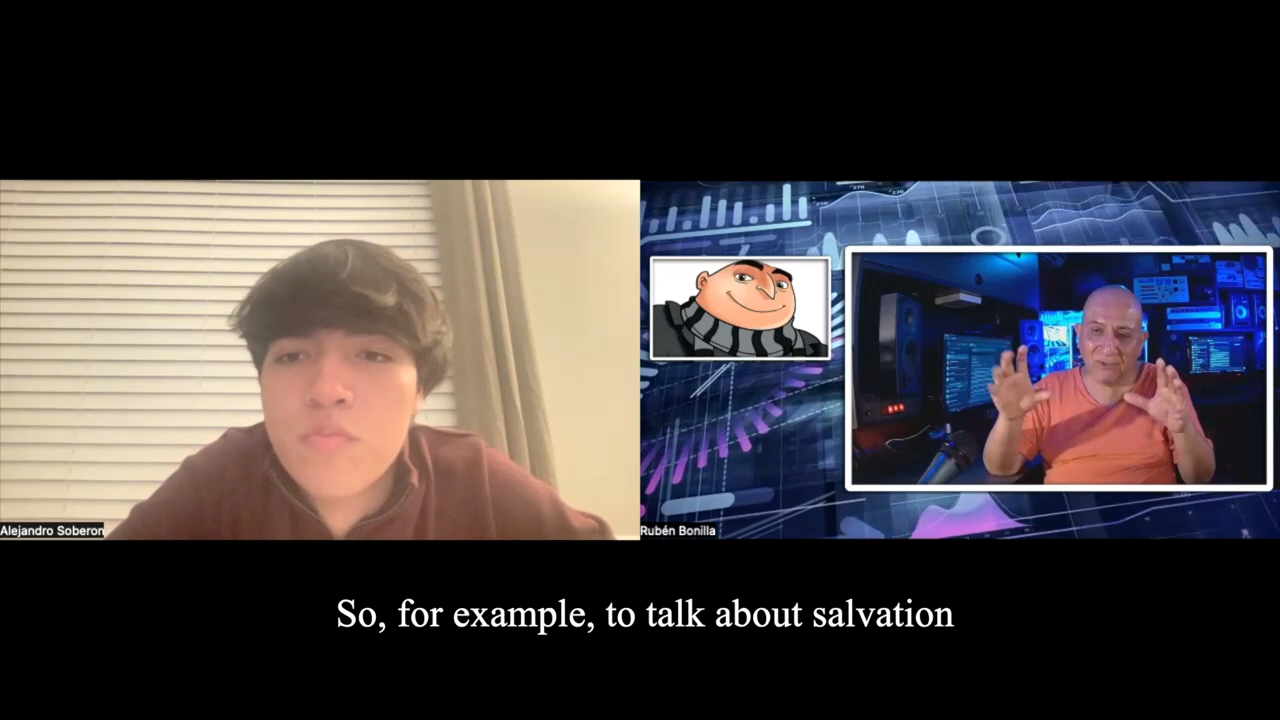 Alejandro Soberon
Rubén Bonilla
So, for example, to talk about salvation